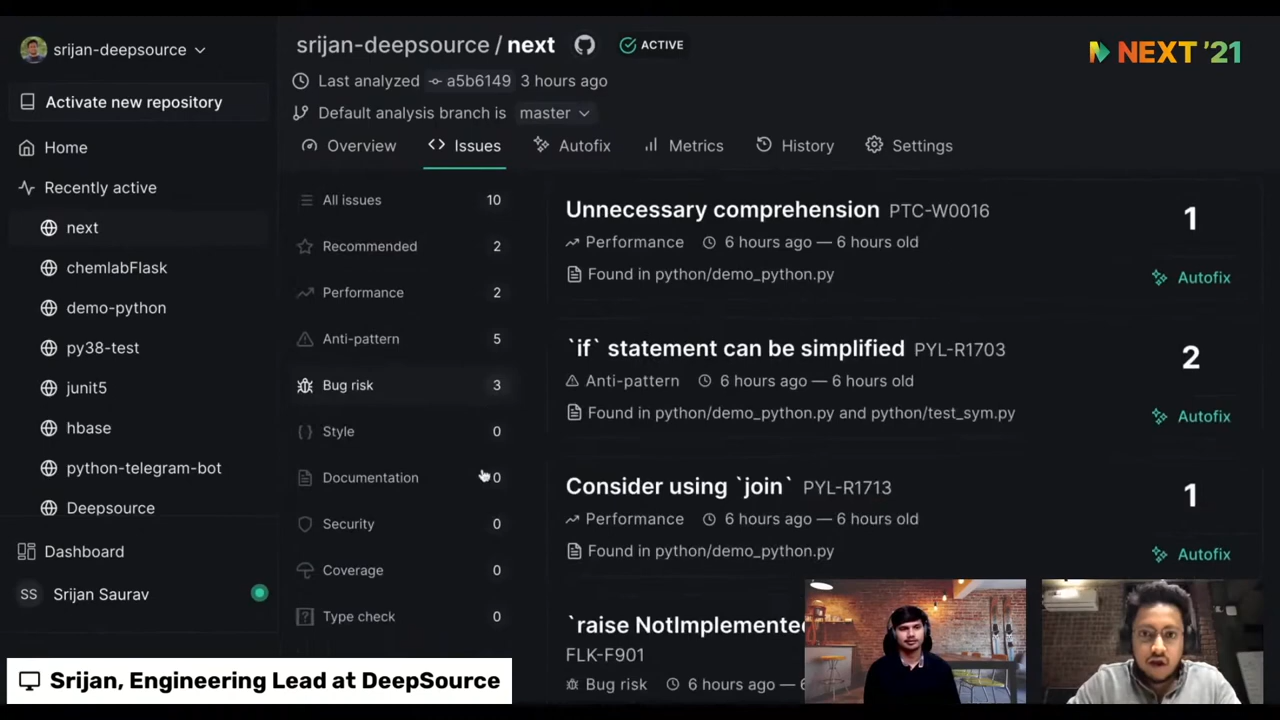 srijan-deepsource
Activate new repository
Home
Recently active
next
chemlabFlask
demo-python
py38-test
junit5
hbase
python-telegram-bot
Deepsource
Dashboard
SS Srijan Saurav
srijan-deepsource / next ACTIVE
Last analyzed a5b6149 3 hours ago
Default analysis branch is master
Overview Issues Autofix Metrics History Settings
All issues 10
Recommended 2
Performance 2
Anti-pattern 5
Bug risk 3
Style 0
Documentation 0
Security 0
Coverage 0
Type check 0
Unnecessary comprehension PTC-W0016
1
Performance 6 hours ago — 6 hours old
Found in python/demo_python.py
Autofix
`if` statement can be simplified PYL-R1703
2
Anti-pattern 6 hours ago — 6 hours old
Found in python/demo_python.py and python/test_sym.py
Autofix
Consider using `join` PYL-R1713
1
Performance 6 hours ago — 6 hours old
Found in python/demo_python.py
Autofix
`raise NotImplemented
FLK-F901
Bug risk 6 hours ago —
NEXT '21
Srijan, Engineering Lead at DeepSource